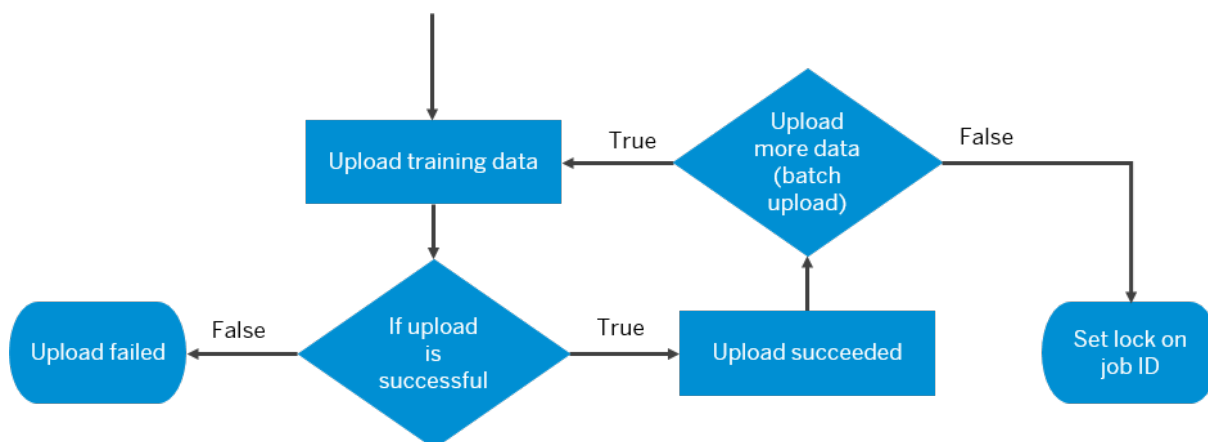 Upload training data
True
Upload
more data
(batch
upload)
False
Upload failed
False
If upload
is
successful
True
Upload succeeded
Set lock on
job ID